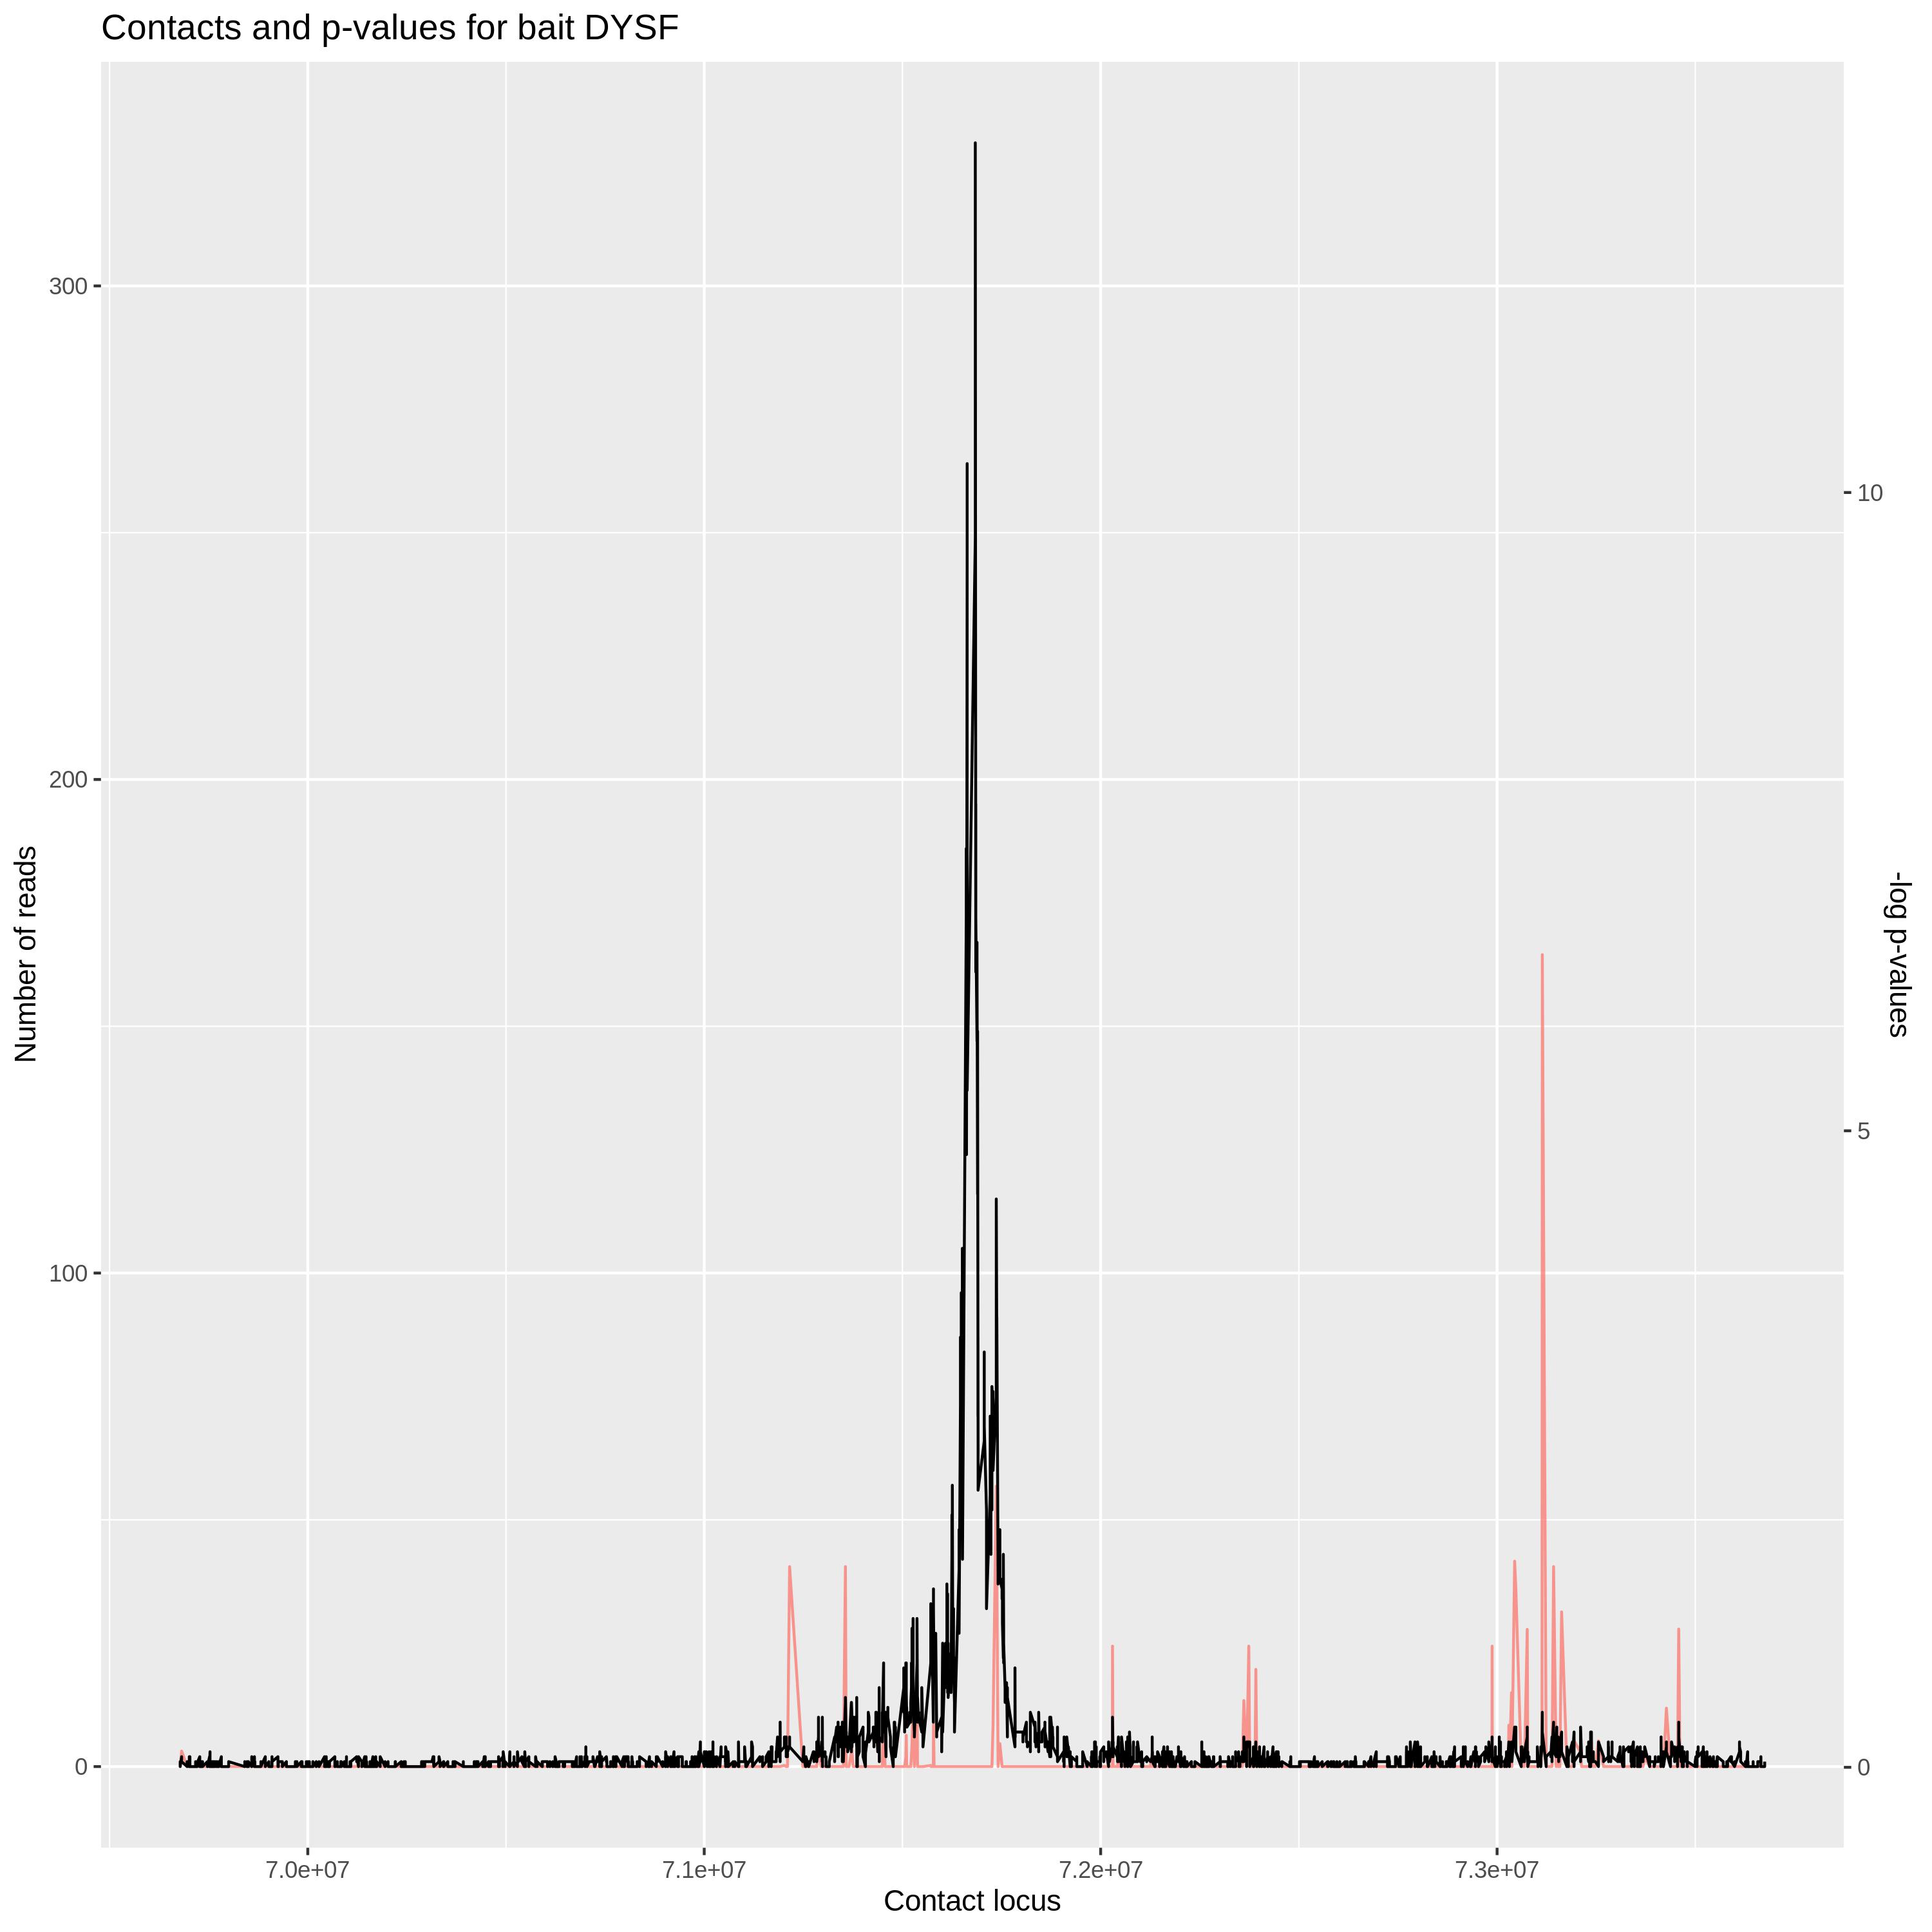 Contacts and p-values for bait DYSF
300
200
100
0
10
5
0
Number of reads
-log p-values
7.0e+07
7.1e+07
7.2e+07
7.3e+07
Contact locus